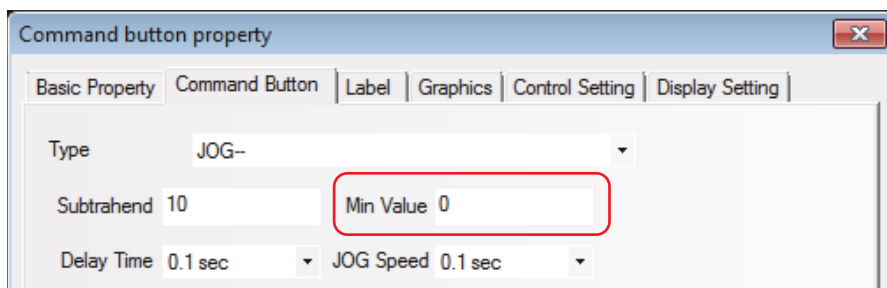 Command button property
Basic Property Command Button Label Graphics Control Setting Display Setting
Type JOG--
Subtrahend 10 Min Value 0
Delay Time 0.1 sec JOG Speed 0.1 sec